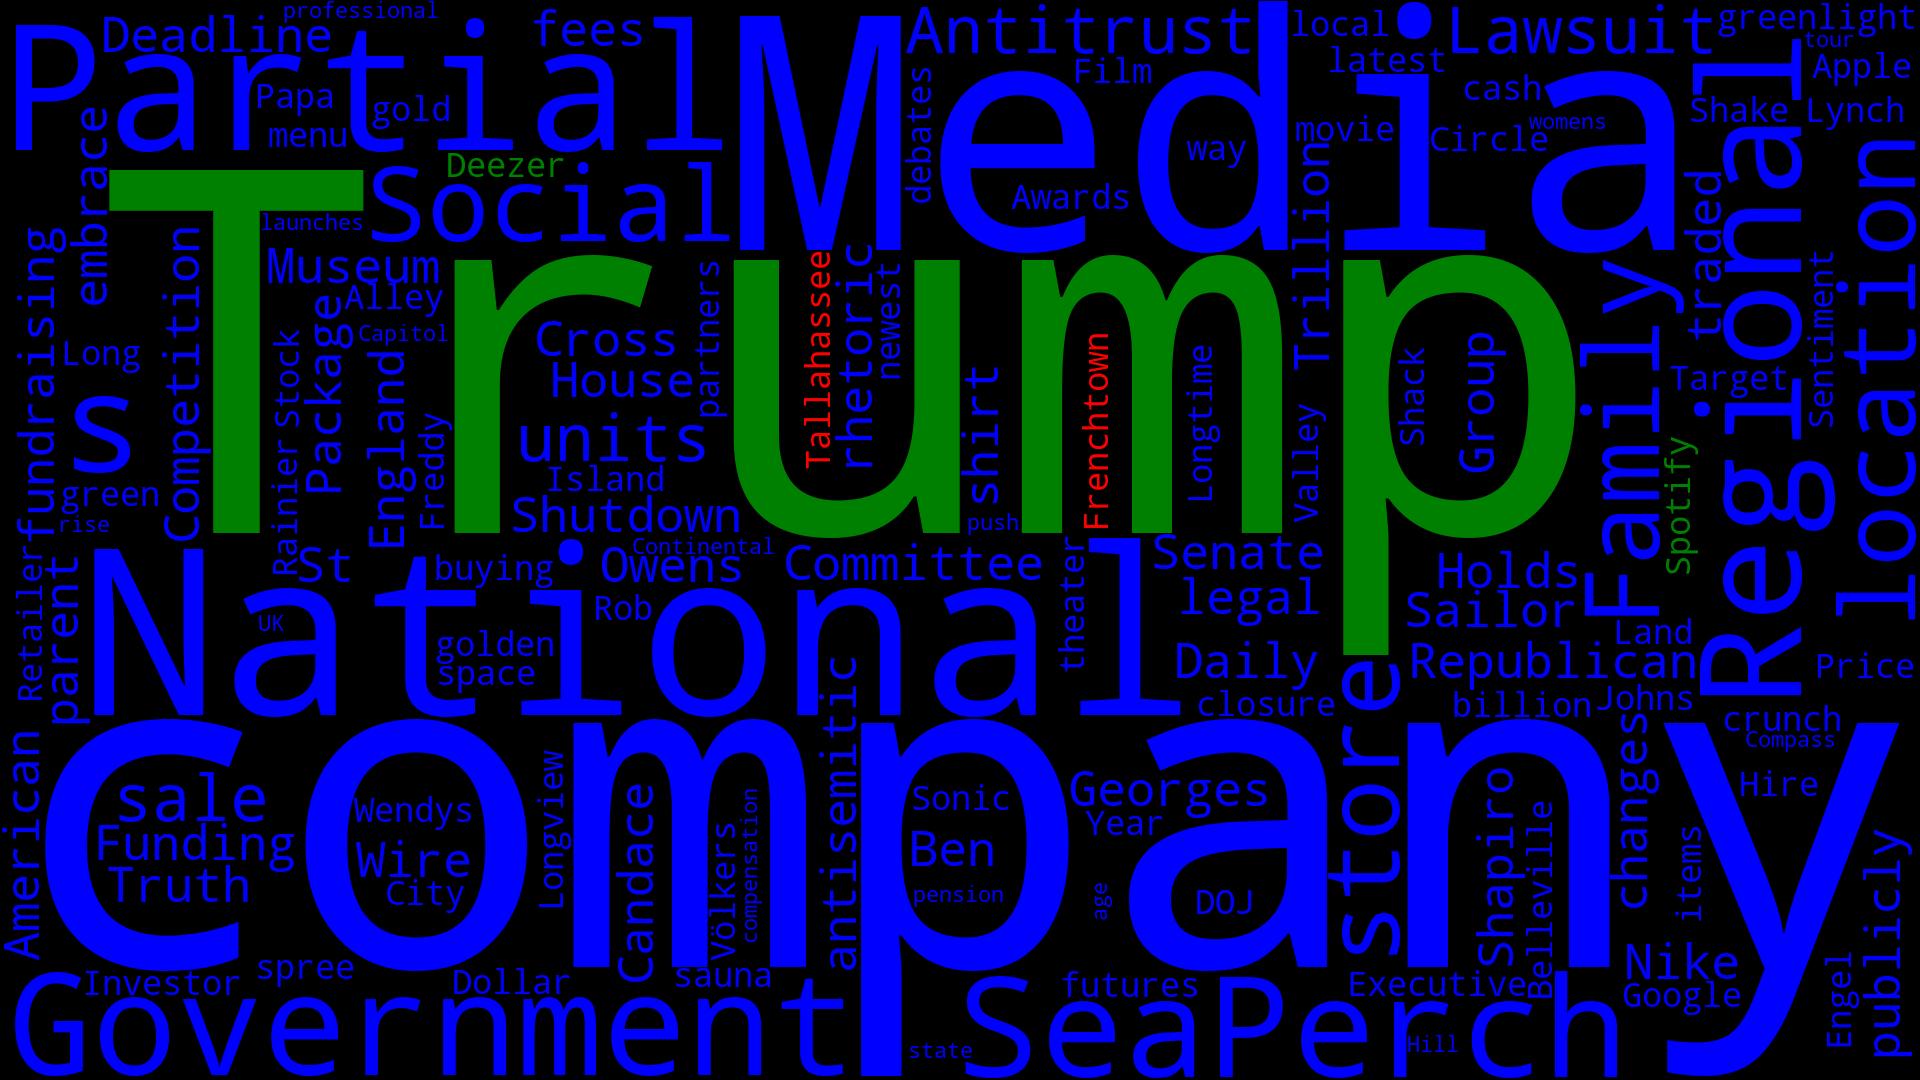 professional
Deadline
fees
Partial
Papa
gold
menu
embrace
Antitrust
Film
debates
Media
Awards
way
local
latest
Lawsuit
greenlight
tour
Apple
cash
womens
Shake
Lynch
movie
Circle
Trillion
Deezer
Social
launches
Museum
Alley
Capitol
Trump
fundraising
Competition
Long
s
green
rise
Rainier
Stock
Package
England
Freddy
Cross
House
units
Island
Shutdown
partners
Tallahassee
rhetoric
newest
shirt
push
Frenchtown
Longtime
Valley
Shack
Group
Family
Spotify
traded
Target
Regional
Sentiment
location
Retailer
parent
St
buying
Owens
Continental
Committee
theater
Senate
legal
Holds
Sailor
Land
National
UK
golden
space
Rob
Daily
closure
Republican
billion
Johns
Price
crunch
Compass
Hire
American
sale
Funding
Truth
Wendys
Wire
City
Longview
Candace
Völkers
compensation
antisemitic
Company
Sonic
Ben
pension
Georges
Year
age
DOJ
store
Shapiro
Belleville
changes
items
Nike
Google
Engel
publicly
Investor
spree
Dollar
sauna
Government
state
SeaPerch
futures
Executive
Hill